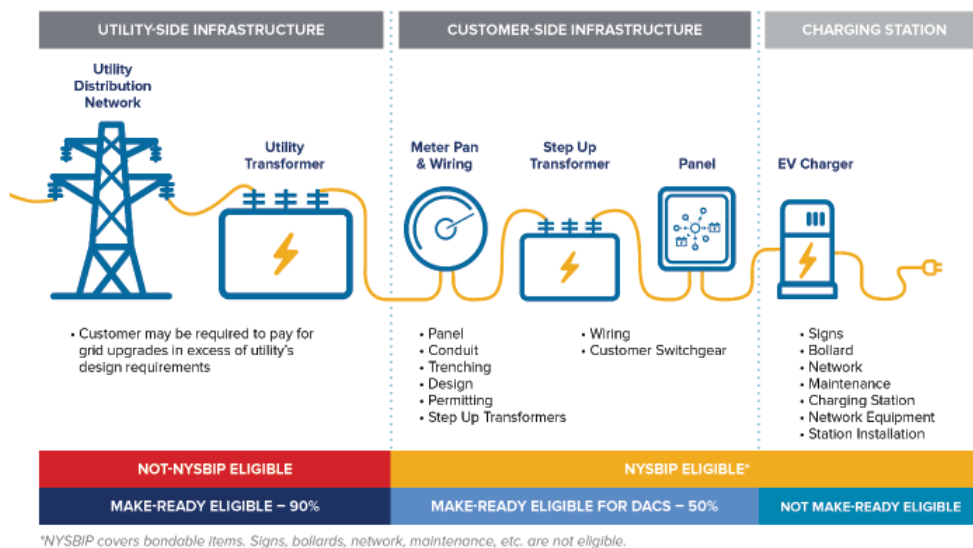 UTILITY-SIDE INFRASTRUCTURE
CUSTOMER-SIDE INFRASTRUCTURE
CHARGING STATION
Utility
Distribution
Network
Utility
Transformer
Meter Pan
& Wiring
Step Up
Transformer
Panel
EV Charger
• Customer may be required to pay for
grid upgrades in excess of utility's
design requirements
• Panel
• Conduit
• Trenching
• Design
• Permitting
• Step Up Transformers
• Wiring
• Customer Switchgear
• Signs
• Bollard
• Network
• Maintenance
• Charging Station
• Network Equipment
• Station Installation
NOT-NYSBIP ELIGIBLE
NYSBIP ELIGIBLE*
MAKE-READY ELIGIBLE – 90%
MAKE-READY ELIGIBLE FOR DACS – 50%
NOT MAKE-READY ELIGIBLE
*NYSBIP covers bondable items. Signs, bollards, network, maintenance, etc. are not eligible.